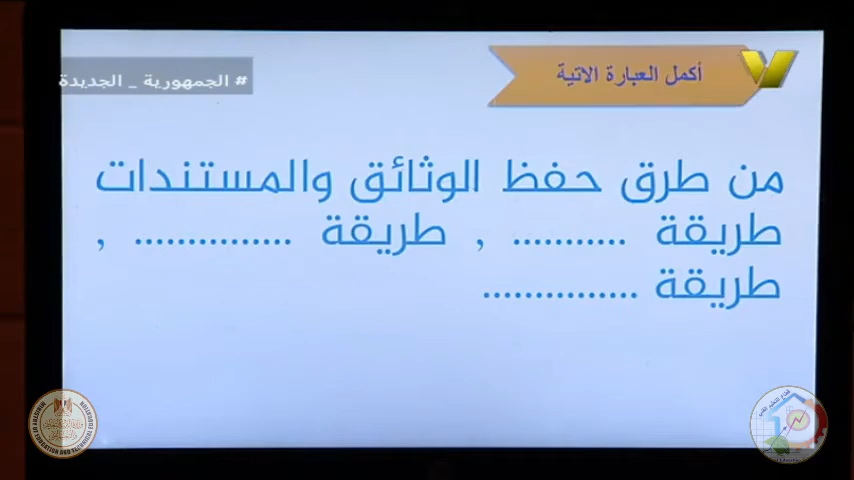 # الجمهورية _ الجديدة
أكمل العبارة الاتية
من طرق حفظ الوثائق والمستندات
طريقة ........... , طريقة ............... ,
طريقة ...............